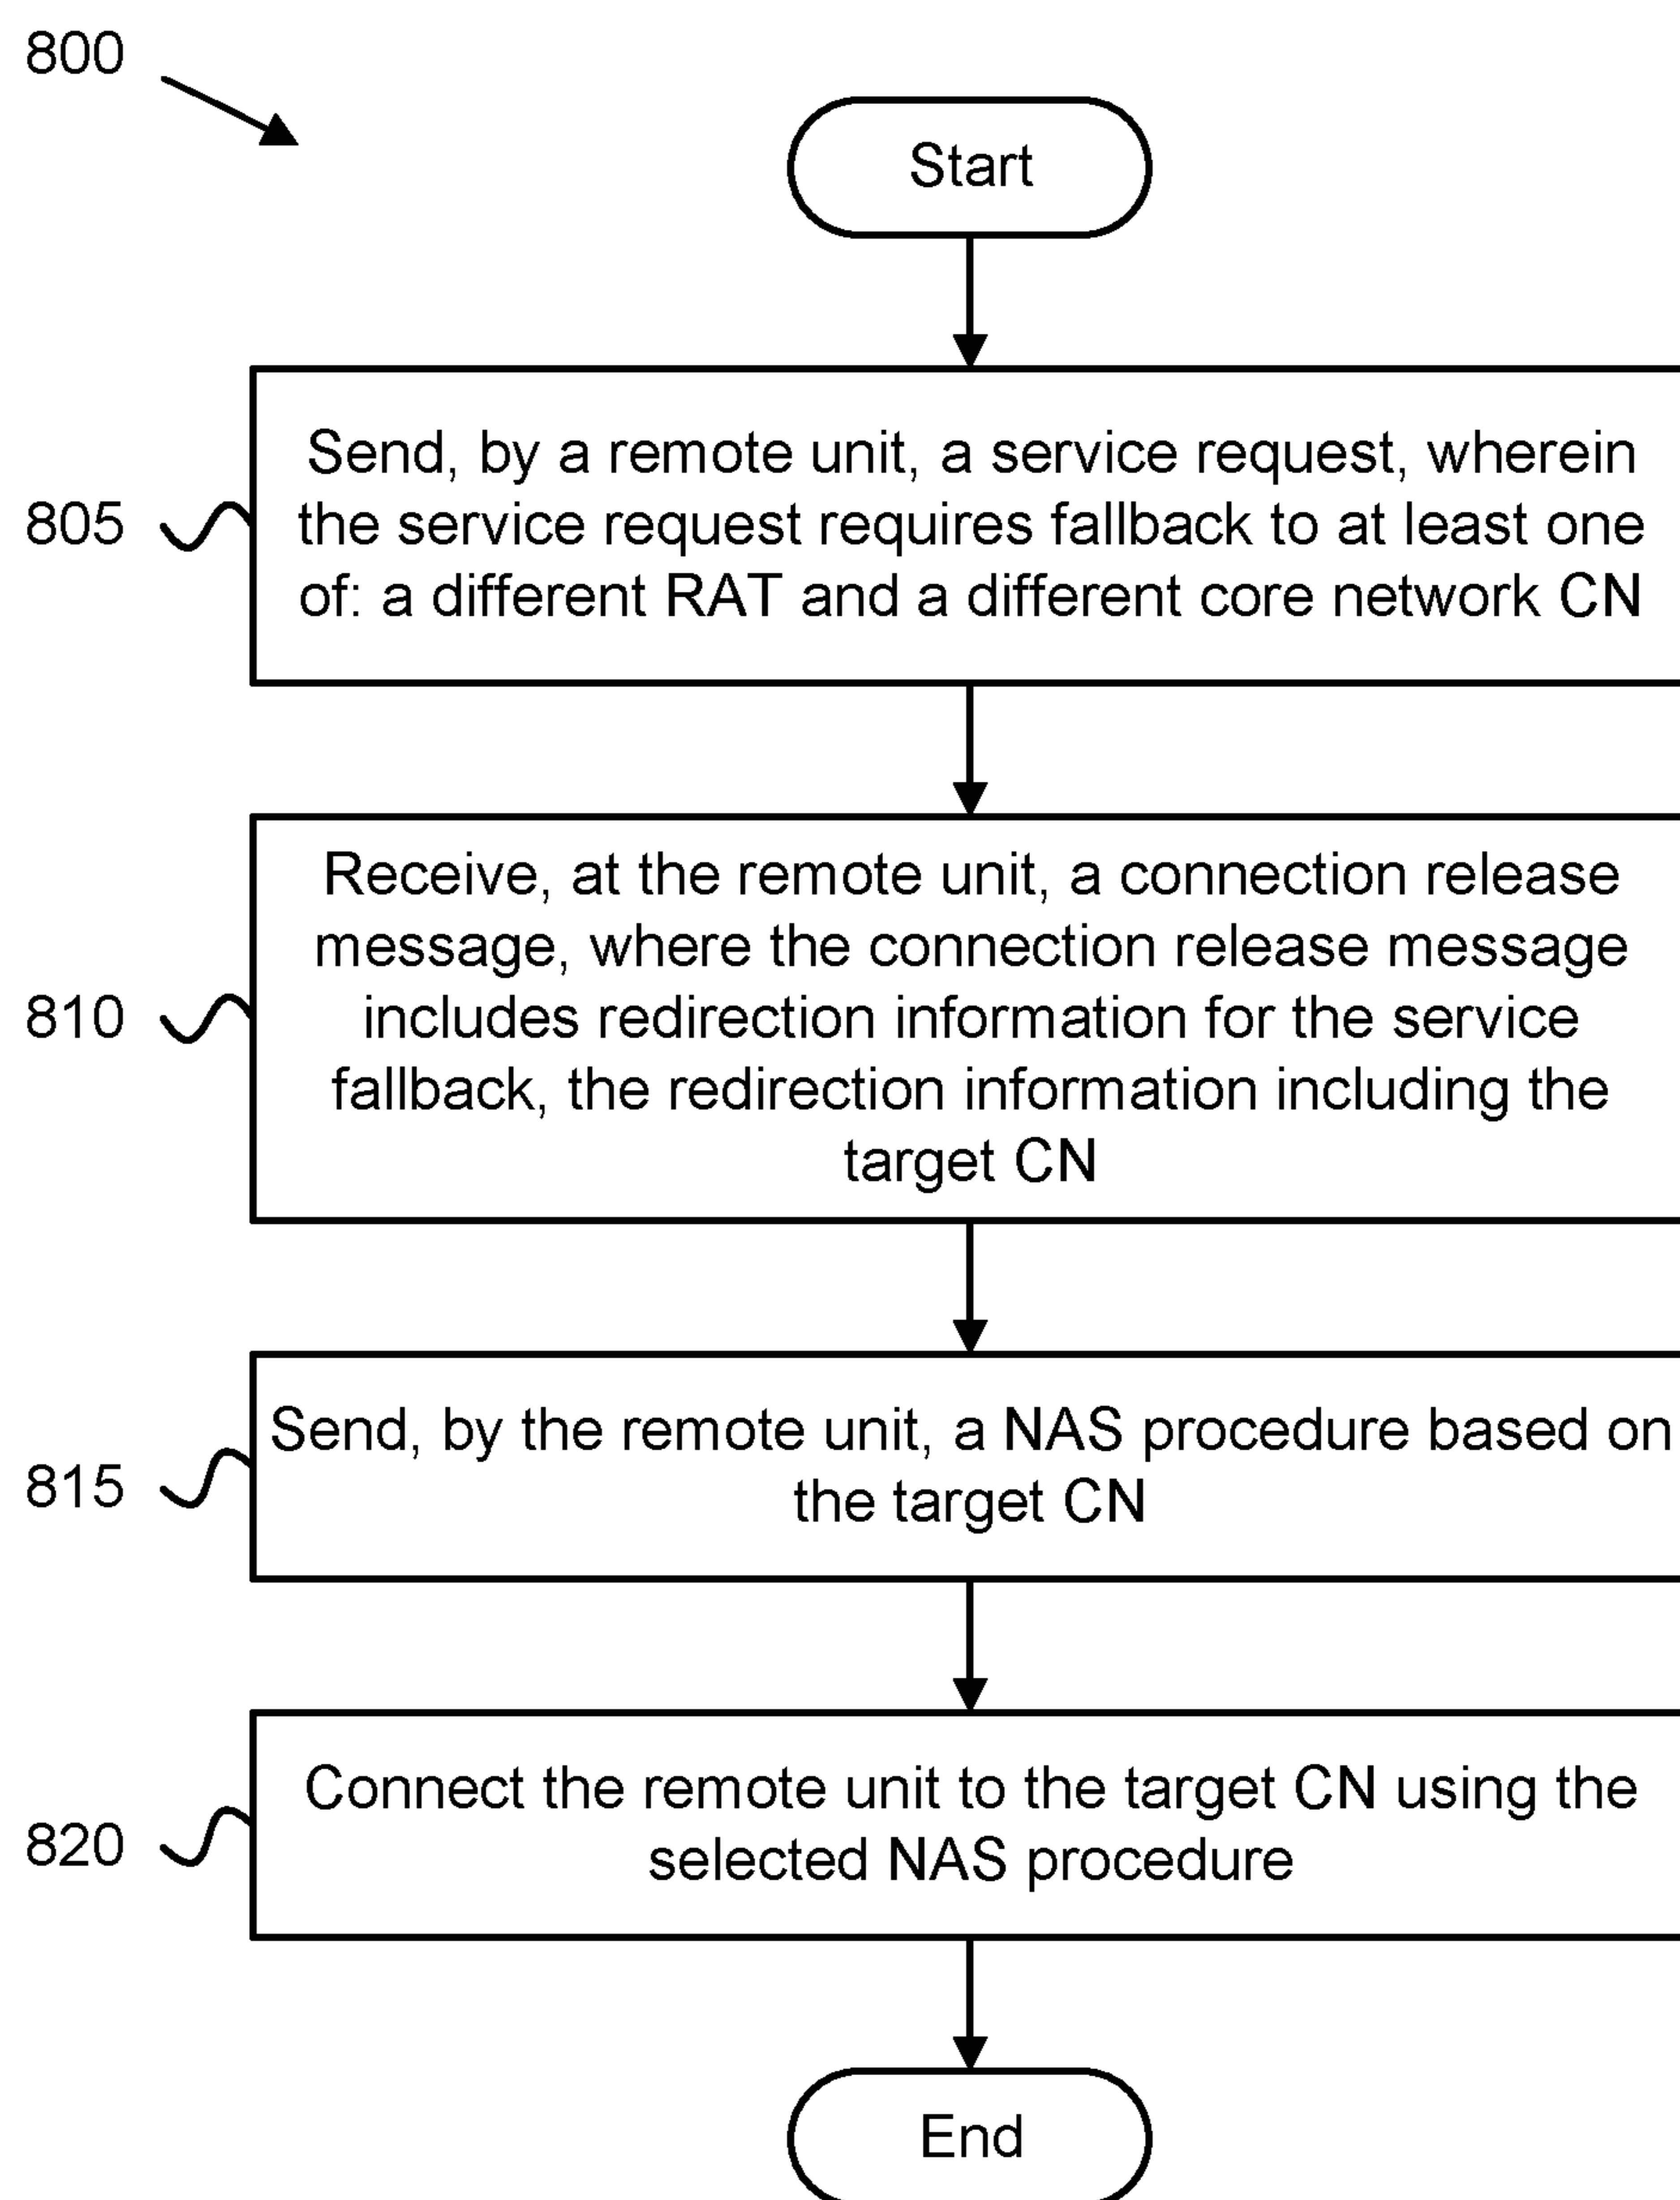 800
Start
805
Send, by a remote unit, a service request, wherein
the service request requires fallback to at least one
of: a different RAT and a different core network CN
810
Receive, at the remote unit, a connection release
message, where the connection release message
includes redirection information for the service
fallback, the redirection information including the
target CN
815
Send, by the remote unit, a NAS procedure based on
the target CN
820
Connect the remote unit to the target CN using the
selected NAS procedure
End